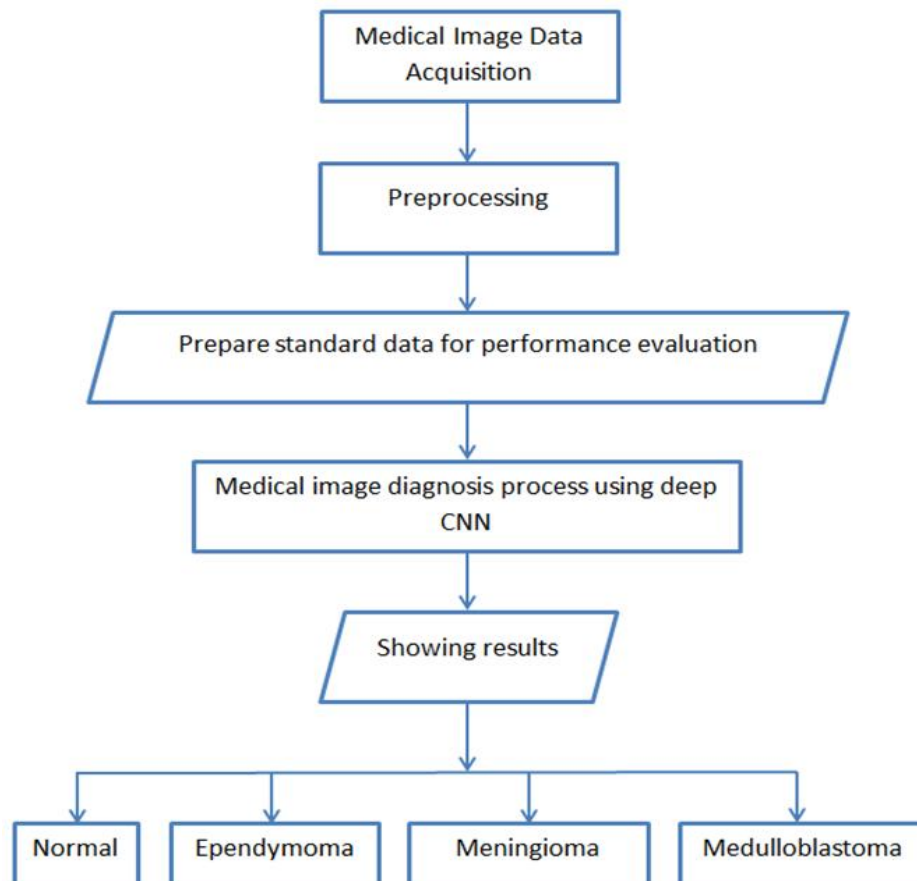 Medical Image Data
Acquisition
Preprocessing
Prepare standard data for performance evaluation
Medical image diagnosis process using deep
CNN
Showing results
Normal
Ependymoma
Meningioma
Medulloblastoma